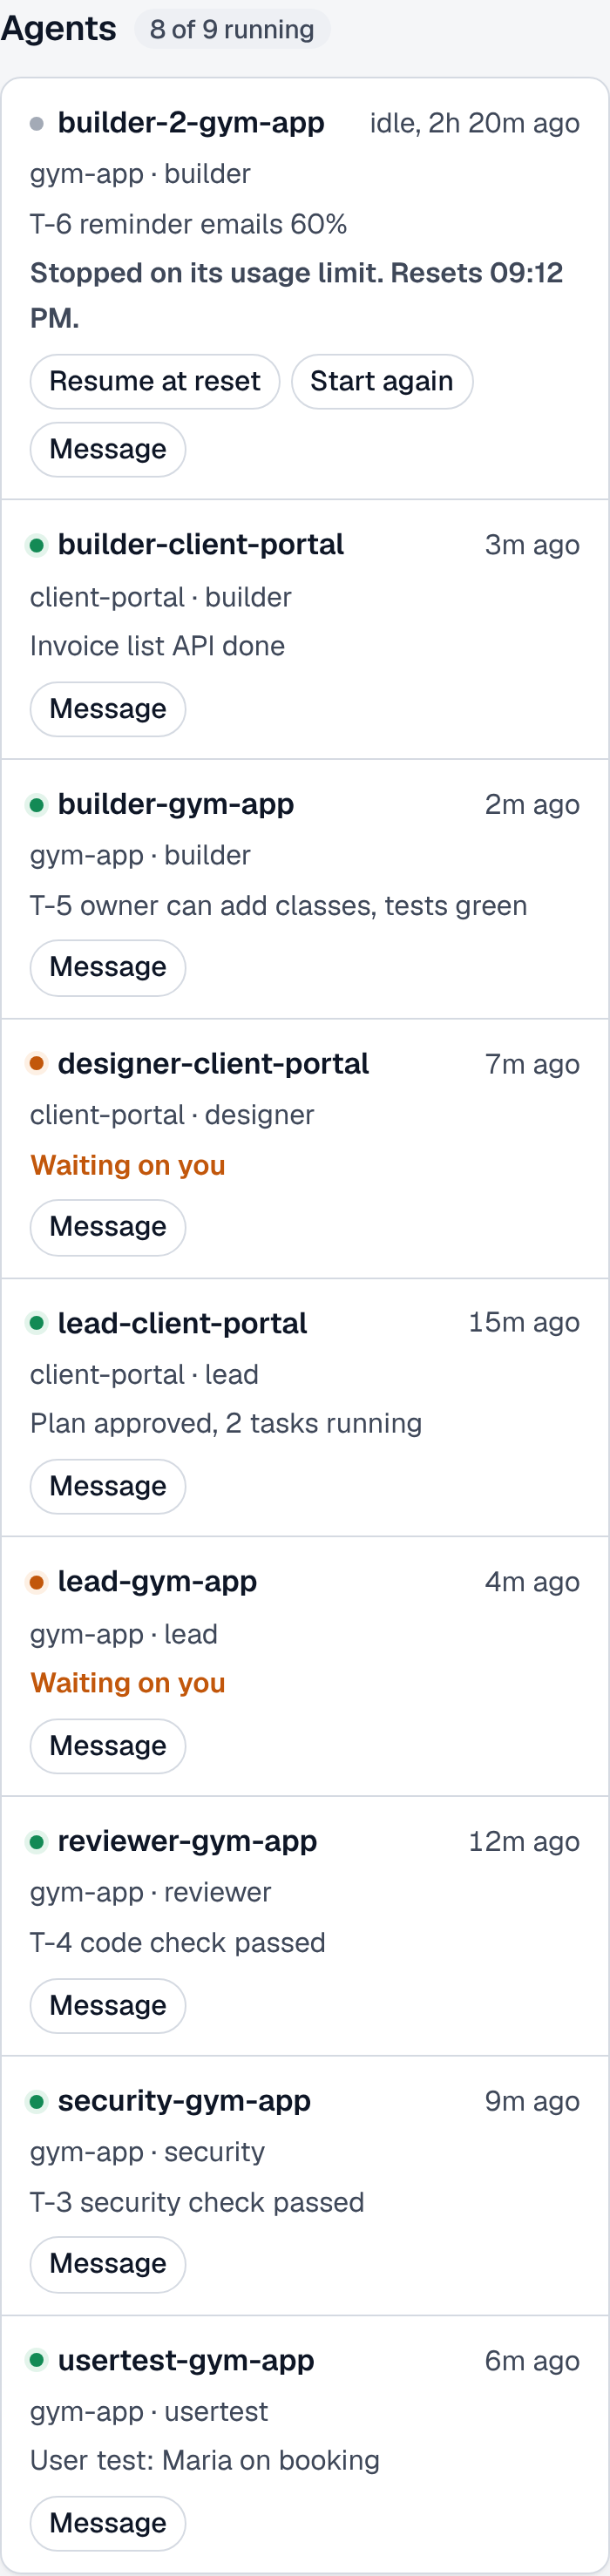 Agents 8 of 9 running
builder-2-gym-app idle, 2h 20m ago
gym-app · builder
T-6 reminder emails 60%
Stopped on its usage limit. Resets 09:12
PM.
Resume at reset Start again
Message
builder-client-portal 3m ago
client-portal · builder
Invoice list API done
Message
builder-gym-app 2m ago
gym-app · builder
T-5 owner can add classes, tests green
Message
designer-client-portal 7m ago
client-portal · designer
Waiting on you
Message
lead-client-portal 15m ago
client-portal · lead
Plan approved, 2 tasks running
Message
lead-gym-app 4m ago
gym-app · lead
Waiting on you
Message
reviewer-gym-app 12m ago
gym-app · reviewer
T-4 code check passed
Message
security-gym-app 9m ago
gym-app · security
T-3 security check passed
Message
usertest-gym-app 6m ago
gym-app · usertest
User test: Maria on booking
Message